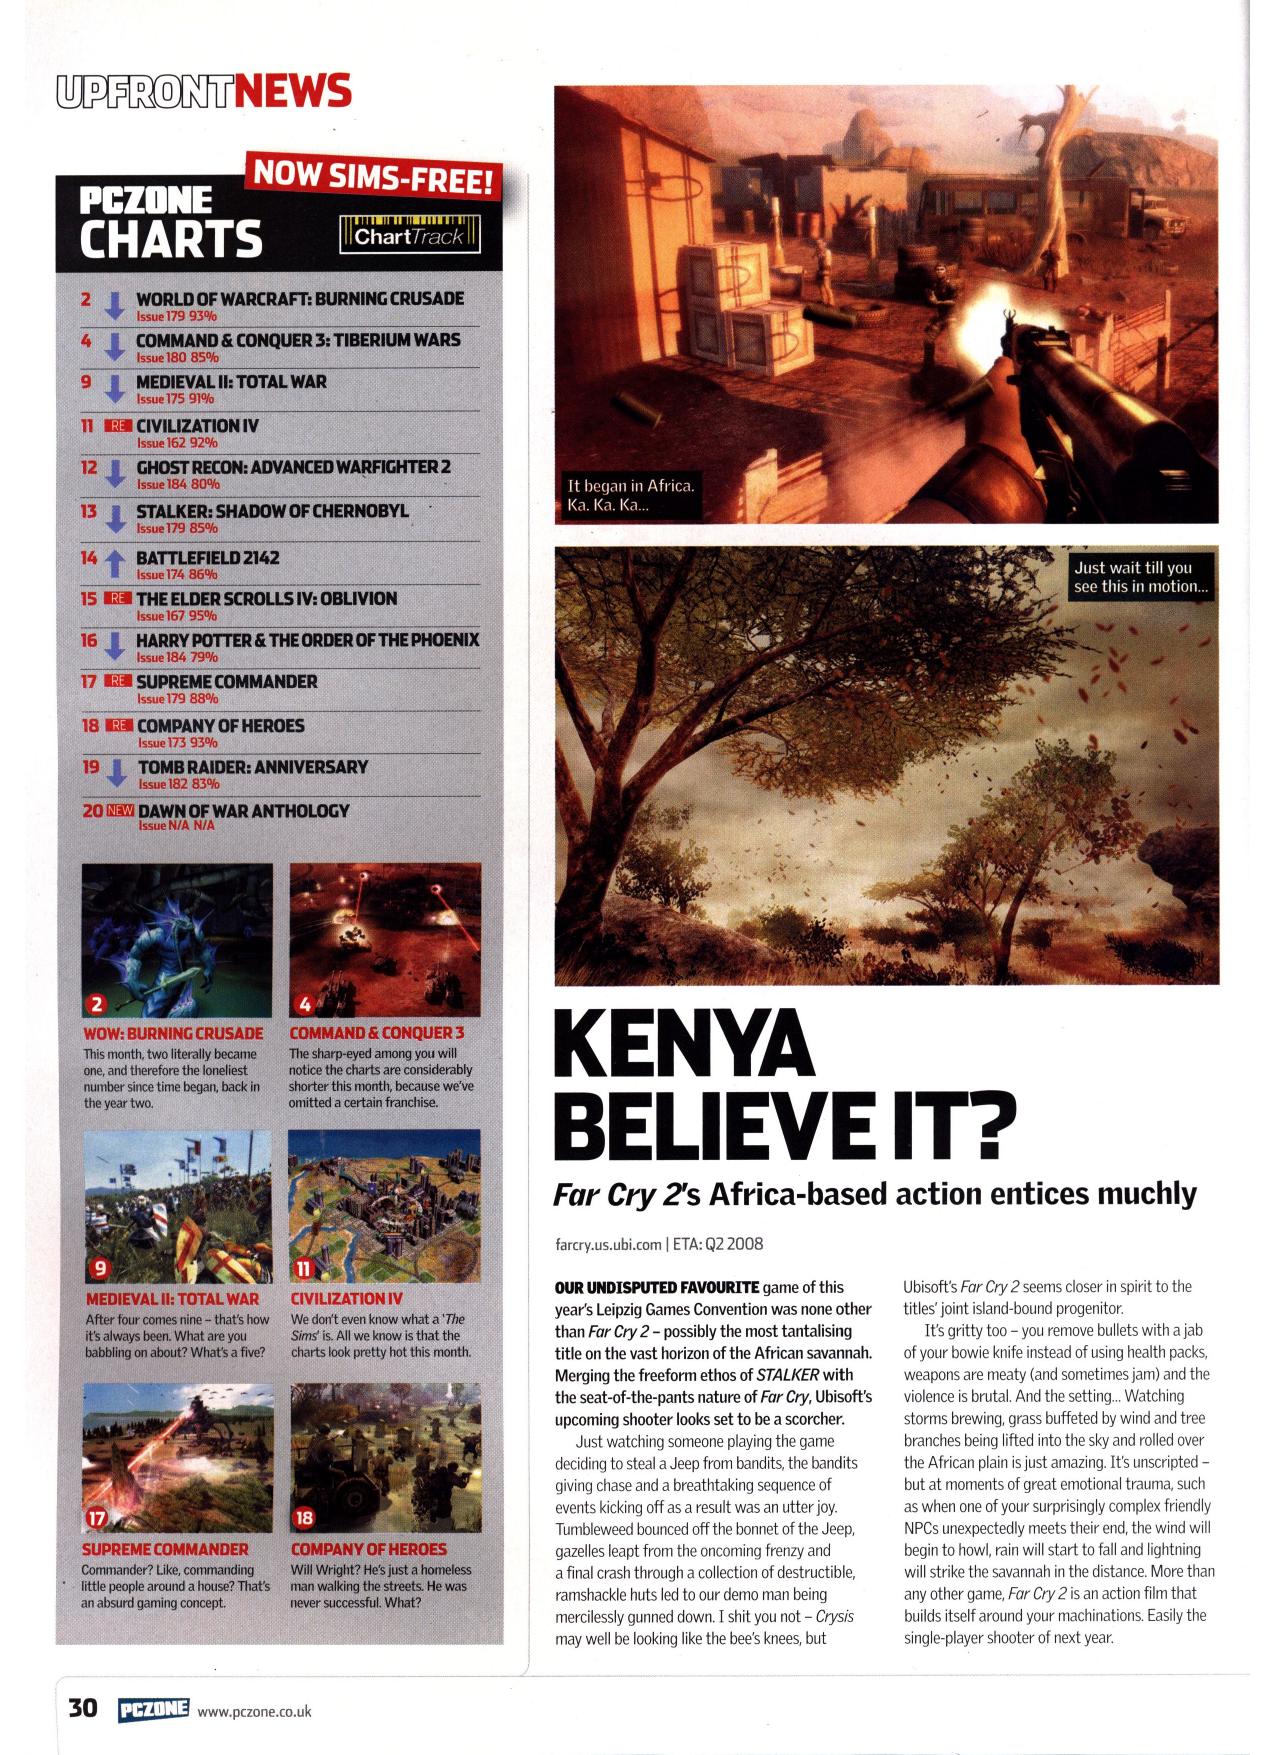 UPFRONTNEWS
NOW SIMS-FREE!
PCZONE
CHARTS
ChartTrack
2 WORLD OF WARCRAFT: BURNING CRUSADE
Issue 179 93%
4 COMMAND & CONQUER 3: TIBERIUM WARS
Issue 180 85%
9 MEDIEVAL II: TOTAL WAR
Issue 175 91%
11 RE CIVILIZATION IV
Issue 162 92%
12 GHOST RECON: ADVANCED WARFIGHTER 2
Issue 184 80%
13 STALKER: SHADOW OF CHERNOBYL
Issue 179 85%
14 BATTLEFIELD 2142
Issue 174 86%
15 RE THE ELDER SCROLLS IV: OBLIVION
Issue 167 95%
16 HARRY POTTER & THE ORDER OF THE PHOENIX
Issue 184 79%
17 RE SUPREME COMMANDER
Issue 179 88%
18 RE COMPANY OF HEROES
Issue 173 93%
19 TOMB RAIDER: ANNIVERSARY
Issue 182 83%
20 NEW DAWN OF WAR ANTHOLOGY
Issue N/A N/A
2
WOW: BURNING CRUSADE
This month, two literally became
one, and therefore the loneliest
number since time began, back in
the year two.
4
COMMAND & CONQUER 3
The sharp-eyed among you will
notice the charts are considerably
shorter this month, because we've
omitted a certain franchise.
9
MEDIEVAL II: TOTAL WAR
After four comes nine – that's how
it's always been. What are you
babbling on about? What's a five?
11
CIVILIZATION IV
We don't even know what a 'The
Sims' is. All we know is that the
charts look pretty hot this month.
17
SUPREME COMMANDER
Commander? Like, commanding
little people around a house? That's
an absurd gaming concept.
18
COMPANY OF HEROES
Will Wright? He's just a homeless
man walking the streets. He was
never successful. What?
It began in Africa.
Ka. Ka. Ka...
Just wait till you
see this in motion...
KENYA
BELIEVE IT?
Far Cry 2's Africa-based action entices muchly
farcry.us.ubi.com | ETA: Q2 2008
OUR UNDISPUTED FAVOURITE game of this
year's Leipzig Games Convention was none other
than Far Cry 2 – possibly the most tantalising
title on the vast horizon of the African savannah.
Merging the freeform ethos of STALKER with
the seat-of-the-pants nature of Far Cry, Ubisoft's
upcoming shooter looks set to be a scorcher.
Just watching someone playing the game
deciding to steal a Jeep from bandits, the bandits
giving chase and a breathtaking sequence of
events kicking off as a result was an utter joy.
Tumbleweed bounced off the bonnet of the Jeep,
gazelles leapt from the oncoming frenzy and
a final crash through a collection of destructible,
ramshackle huts led to our demo man being
mercilessly gunned down. I shit you not – Crysis
may well be looking like the bee's knees, but
Ubisoft's Far Cry 2 seems closer in spirit to the
titles' joint island-bound progenitor.
It's gritty too – you remove bullets with a jab
of your bowie knife instead of using health packs,
weapons are meaty (and sometimes jam) and the
violence is brutal. And the setting... Watching
storms brewing, grass buffeted by wind and tree
branches being lifted into the sky and rolled over
the African plain is just amazing. It's unscripted –
but at moments of great emotional trauma, such
as when one of your surprisingly complex friendly
NPCs unexpectedly meets their end, the wind will
begin to howl, rain will start to fall and lightning
will strike the savannah in the distance. More than
any other game, Far Cry 2 is an action film that
builds itself around your machinations. Easily the
single-player shooter of next year.
30 PCZONE www.pczone.co.uk